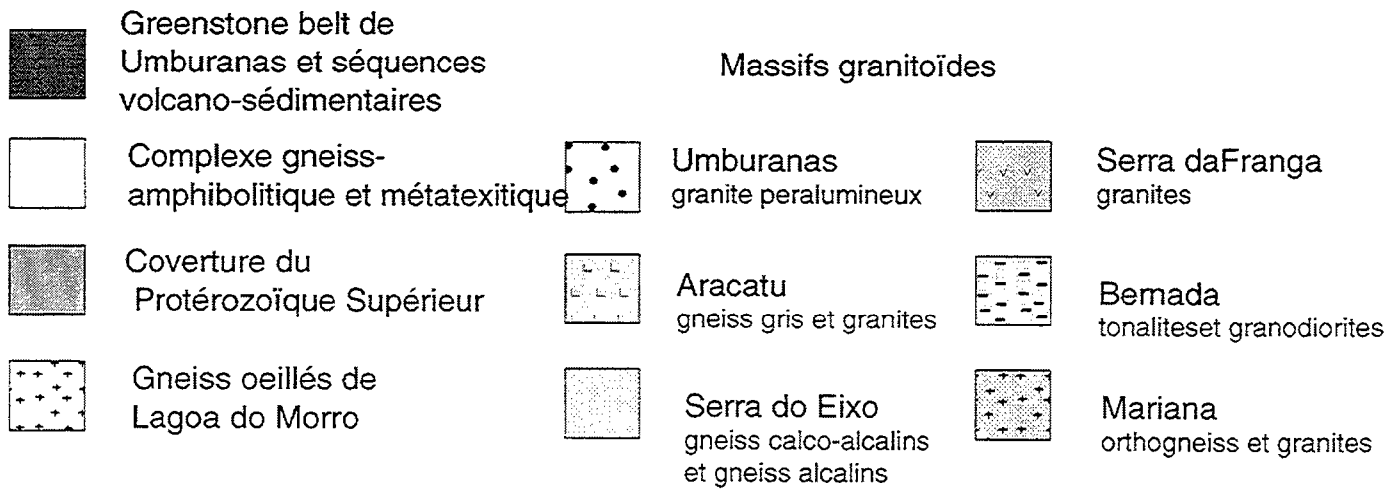 Greenstone belt de
Umburanas et séquences
volcano-sédimentaires
Complexe gneiss-
amphibolitique et métatexitique
Coverture du
Protérozoïque Supérieur
Gneiss oeillés de
Lagoa do Morro
Massifs granitoïdes
Umburanas
granite peralumineux
Aracatu
gneiss gris et granites
Serra do Eixo
gneiss calco-alcalins
et gneiss alcalins
Serra daFranga
granites
Bernada
tonaliteset granodiorites
Mariana
orthogneiss et granites